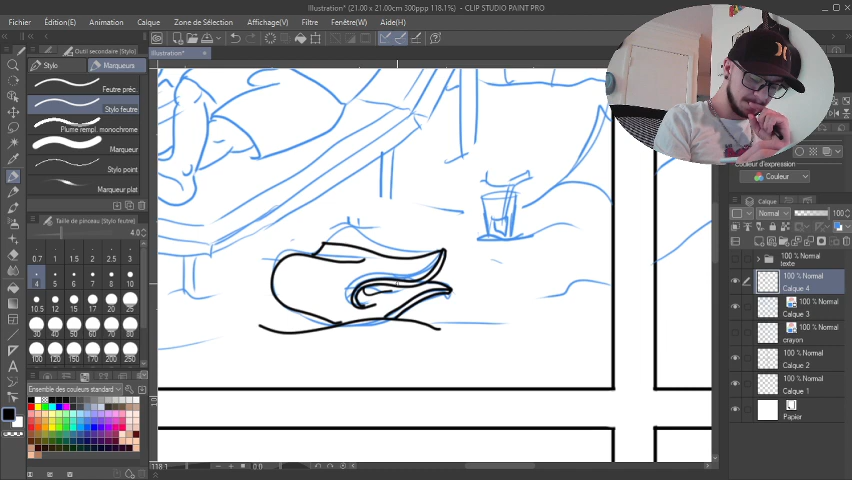 Illustration* (21.00 x 21.00cm 300ppp 118,1%) - CLIP STUDIO PAINT PRO
Fichier Édition(E) Animation Calque Zone de Sélection Affichage(V) Filtre Fenêtre(W) Aide(H)
Outil secondaire (Stylo)
Illustration*
Stylo Marqueurs
Feutre préc.
Stylo feutre
Plume rempl. monochrome
Marqueur
Stylo point
Marqueur plat
Taille de pinceau (Stylo feutre)
4.0
0.7 1 1.5 2 2.5 3
4 5 6 7 8 10
10.5 12 15 17 20 25
30 40 50 60 70 80
100 120 150 170 200 250
Ensemble des couleurs standard
118.1
0.0
Couleur d'expression
Couleur
Calque
Normal 100
100 % Normal
texte
100 % Normal
Calque 4
100 % Normal
Calque 3
100 % Normal
crayon
100 % Normal
Calque 2
100 % Normal
Calque 1
Papier